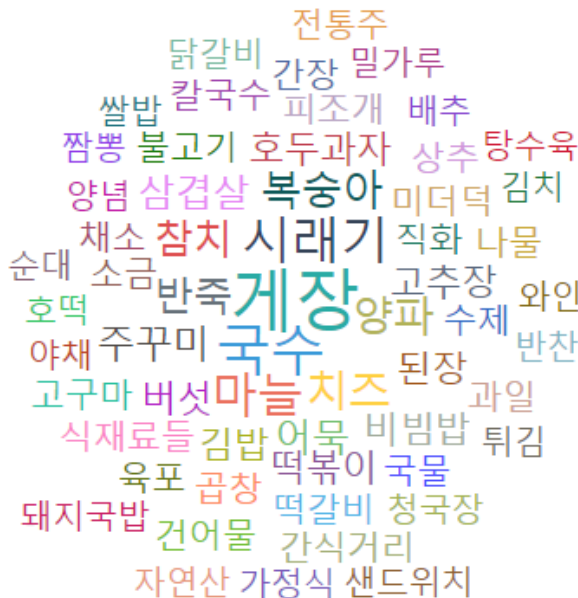 전통주
닭갈비 간장 밀가루
쌀밥 칼국수 피조개 배추
짬뽕 불고기 호두과자 상추 탕수육
양념 삼겹살 복숭아 미더덕 김치
채소 참치 시래기 직화 나물
순대 소금 반죽 게장 고추장 와인
호떡 주꾸미 국수 양파 수제 반찬
야채 된장
고구마 버섯 마늘 치즈 과일
식재료들 김밥 어묵 비빔밥 튀김
육포 곱창 떡볶이 국물
돼지국밥 건어물 떡갈비 청국장
간식거리
자연산 가정식 샌드위치